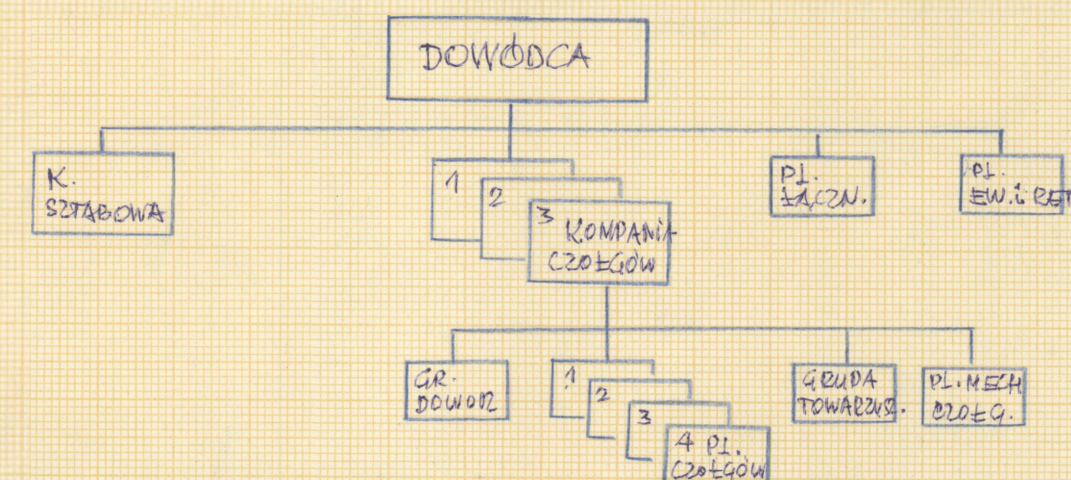 DOWÓDCA
K.
SZTABOWA
1
2
3 KOMPANIA
CZOŁGÓW
PL.
ŁĄCZN.
PL.
EW. i RET
GR.
DOWODZ
1
2
3
4 PL.
CZOŁGÓW
GRUPA
TOWARZYSZ.
PL. MECH
CZOŁG.